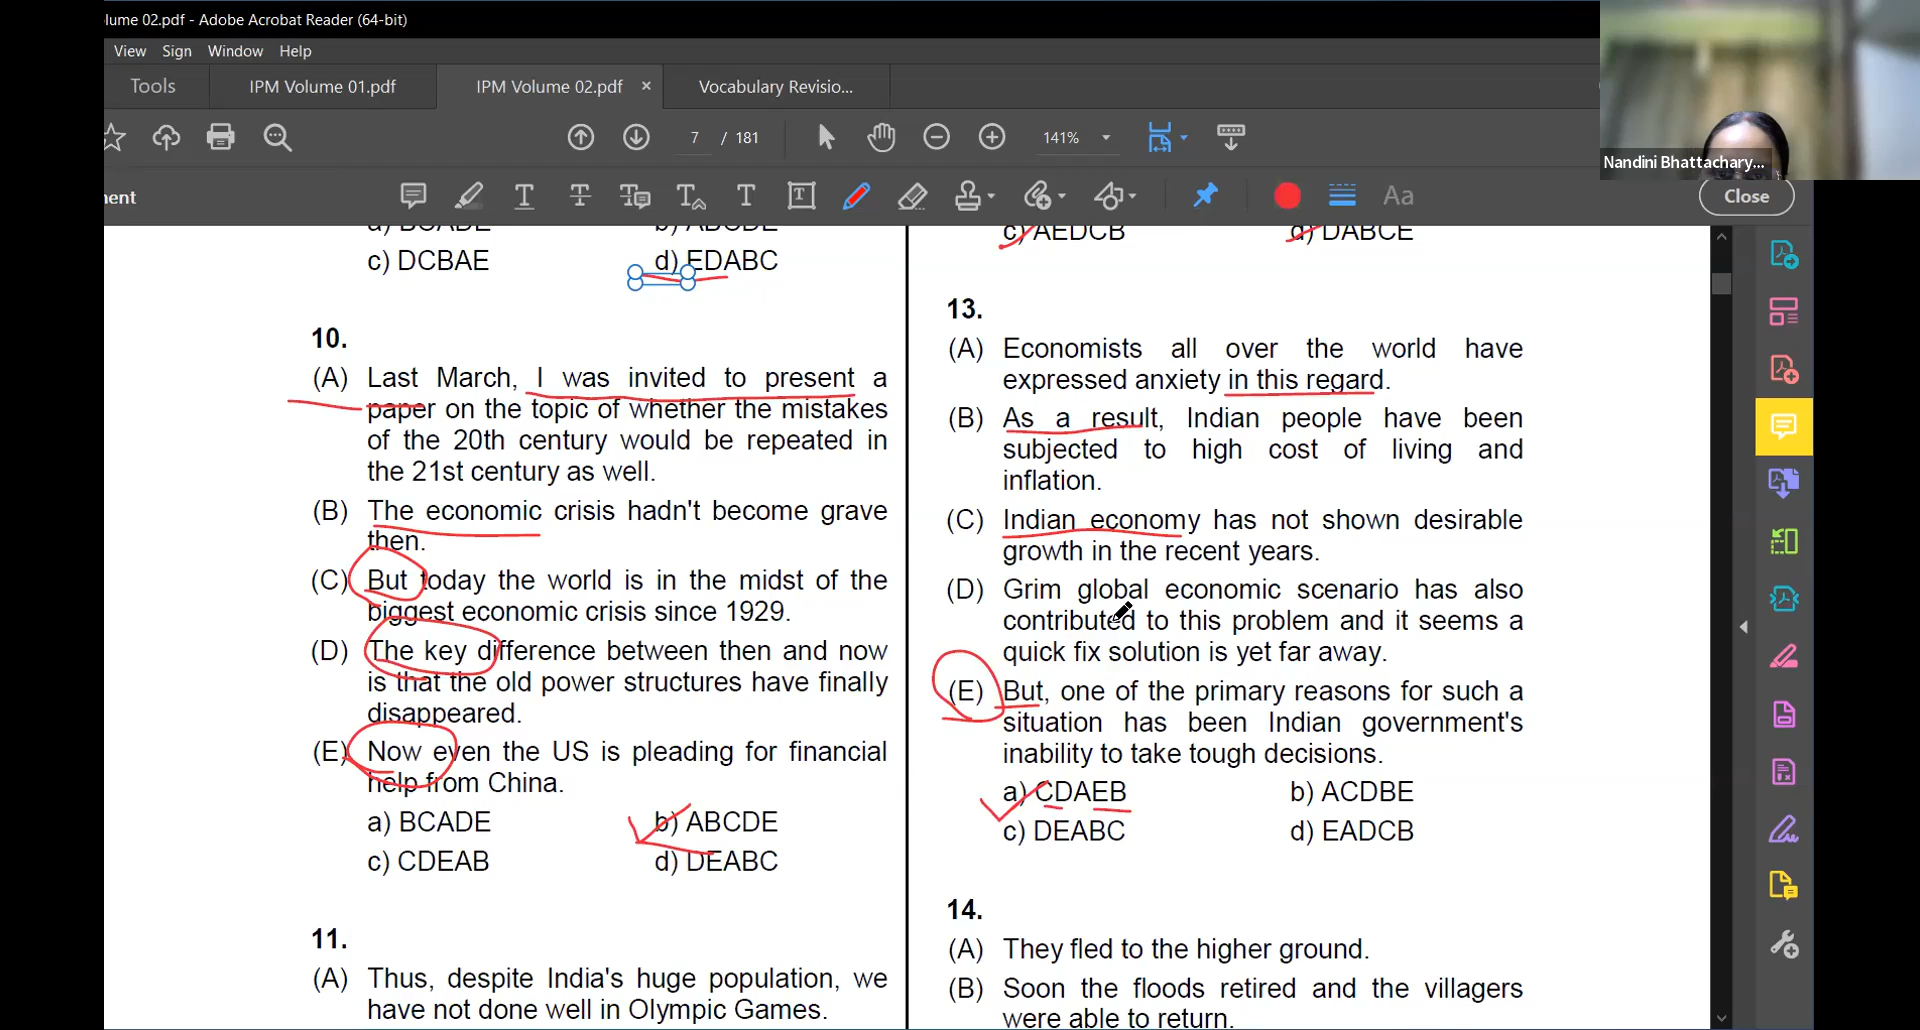 lume 02.pdf - Adobe Acrobat Reader (64-bit)
View Sign Window Help
Tools IPM Volume 01.pdf IPM Volume 02.pdf × Vocabulary Revisio...
7 / 181 141%
Nandini Bhattachary...
ent
T T T T T T Aa
Close
a) BCADE b) ABCDE
c) DCBAE d) EDABC
10.
(A) Last March, I was invited to present a
paper on the topic of whether the mistakes
of the 20th century would be repeated in
the 21st century as well.
(B) The economic crisis hadn't become grave
then.
(C) But today the world is in the midst of the
biggest economic crisis since 1929.
(D) The key difference between then and now
is that the old power structures have finally
disappeared.
(E) Now even the US is pleading for financial
help from China.
a) BCADE b) ABCDE
c) CDEAB d) DEABC
11.
(A) Thus, despite India's huge population, we
have not done well in Olympic Games.
c) AEDCB d) DABCE
13.
(A) Economists all over the world have
expressed anxiety in this regard.
(B) As a result, Indian people have been
subjected to high cost of living and
inflation.
(C) Indian economy has not shown desirable
growth in the recent years.
(D) Grim global economic scenario has also
contributed to this problem and it seems a
quick fix solution is yet far away.
(E) But, one of the primary reasons for such a
situation has been Indian government's
inability to take tough decisions.
a) CDAEB b) ACDBE
c) DEABC d) EADCB
14.
(A) They fled to the higher ground.
(B) Soon the floods retired and the villagers
were able to return.